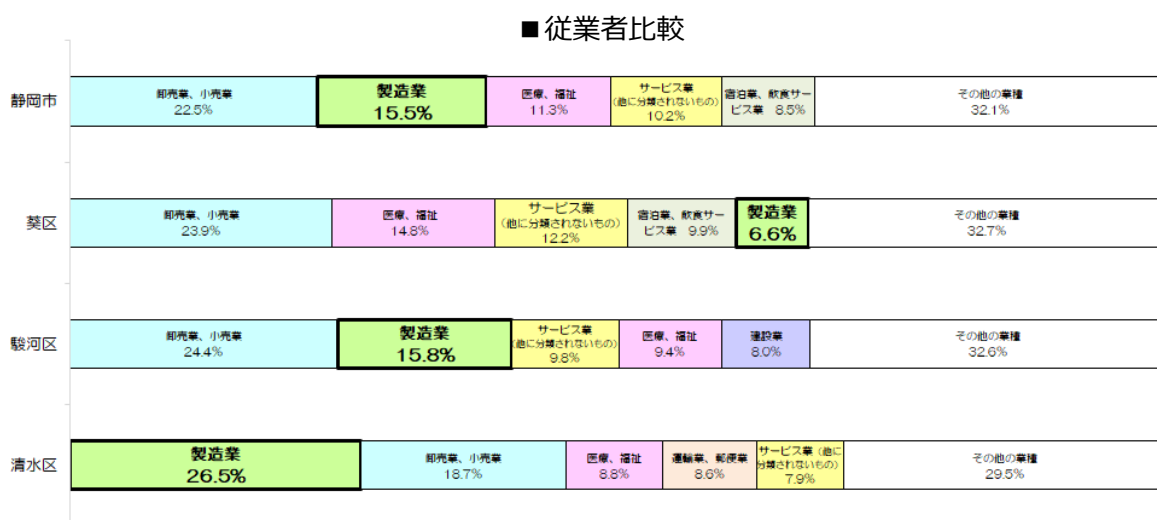 ■従業者比較
静岡市
卸売業、小売業
22.5%
製造業
15.5%
医療、福祉
11.3%
サービス業
(他に分類されないもの)
10.2%
宿泊業、飲食サー
ビス業 8.5%
その他の業種
32.1%
葵区
卸売業、小売業
23.9%
医療、福祉
14.8%
サービス業
(他に分類されないもの)
12.2%
宿泊業、飲食サー
ビス業 9.9%
製造業
6.6%
その他の業種
32.7%
駿河区
卸売業、小売業
24.4%
製造業
15.8%
サービス業
(他に分類されないもの)
9.8%
医療、福祉
9.4%
建設業
8.0%
その他の業種
32.6%
清水区
製造業
26.5%
卸売業、小売業
18.7%
医療、福祉
8.8%
運輸業、郵便業
8.6%
サービス業(他に
分類されないもの)
7.9%
その他の業種
29.5%